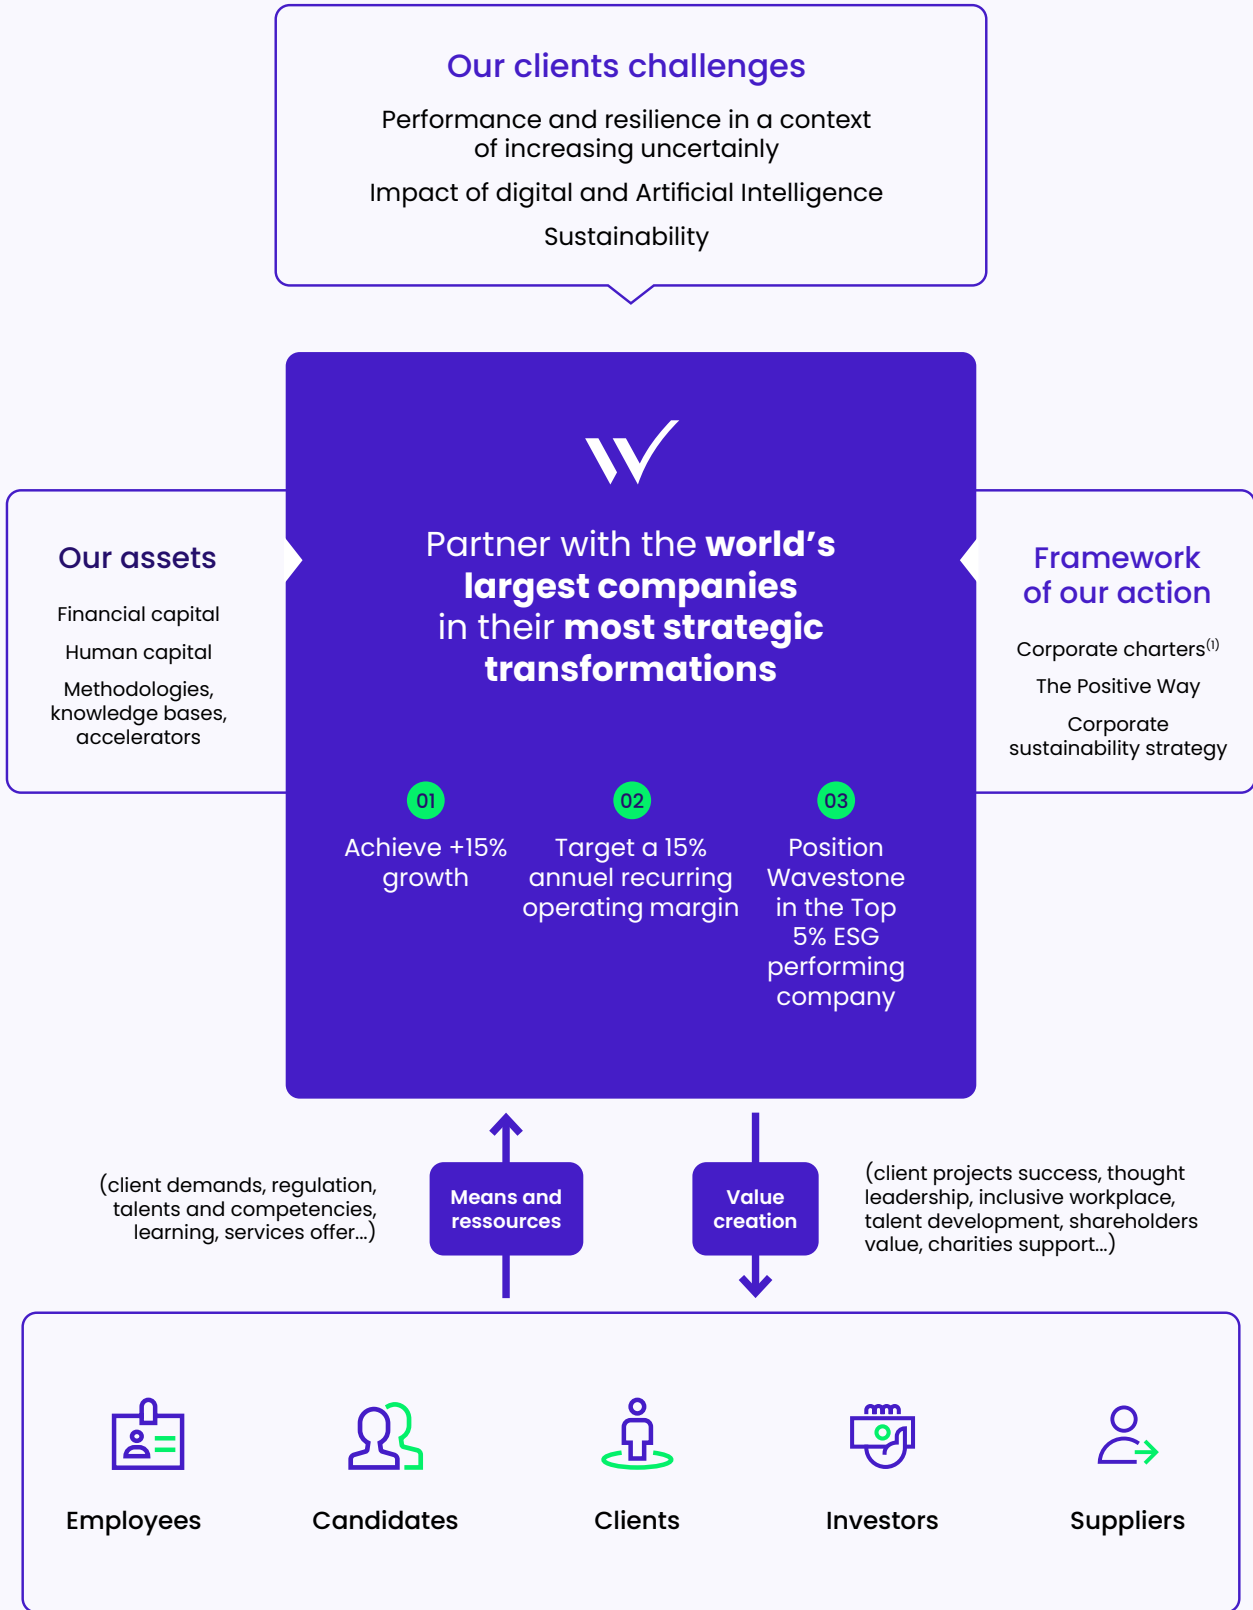 Our clients challenges
Performance and resilience in a context
of increasing uncertainly
Impact of digital and Artificial Intelligence
Sustainability
Our assets
Financial capital
Human capital
Methodologies,
knowledge bases,
accelerators
Partner with the world's
largest companies
in their most strategic
transformations
01
Achieve +15%
growth
02
Target a 15%
annuel recurring
operating margin
03
Position
Wavestone
in the Top
5% ESG
performing
company
Framework
of our action
Corporate charters(1)
The Positive Way
Corporate
sustainability strategy
(client demands, regulation,
talents and competencies,
learning, services offer...)
Means and
ressources
Value
creation
(client projects success, thought
leadership, inclusive workplace,
talent development, shareholders
value, charities support...)
Employees
Candidates
Clients
Investors
Suppliers